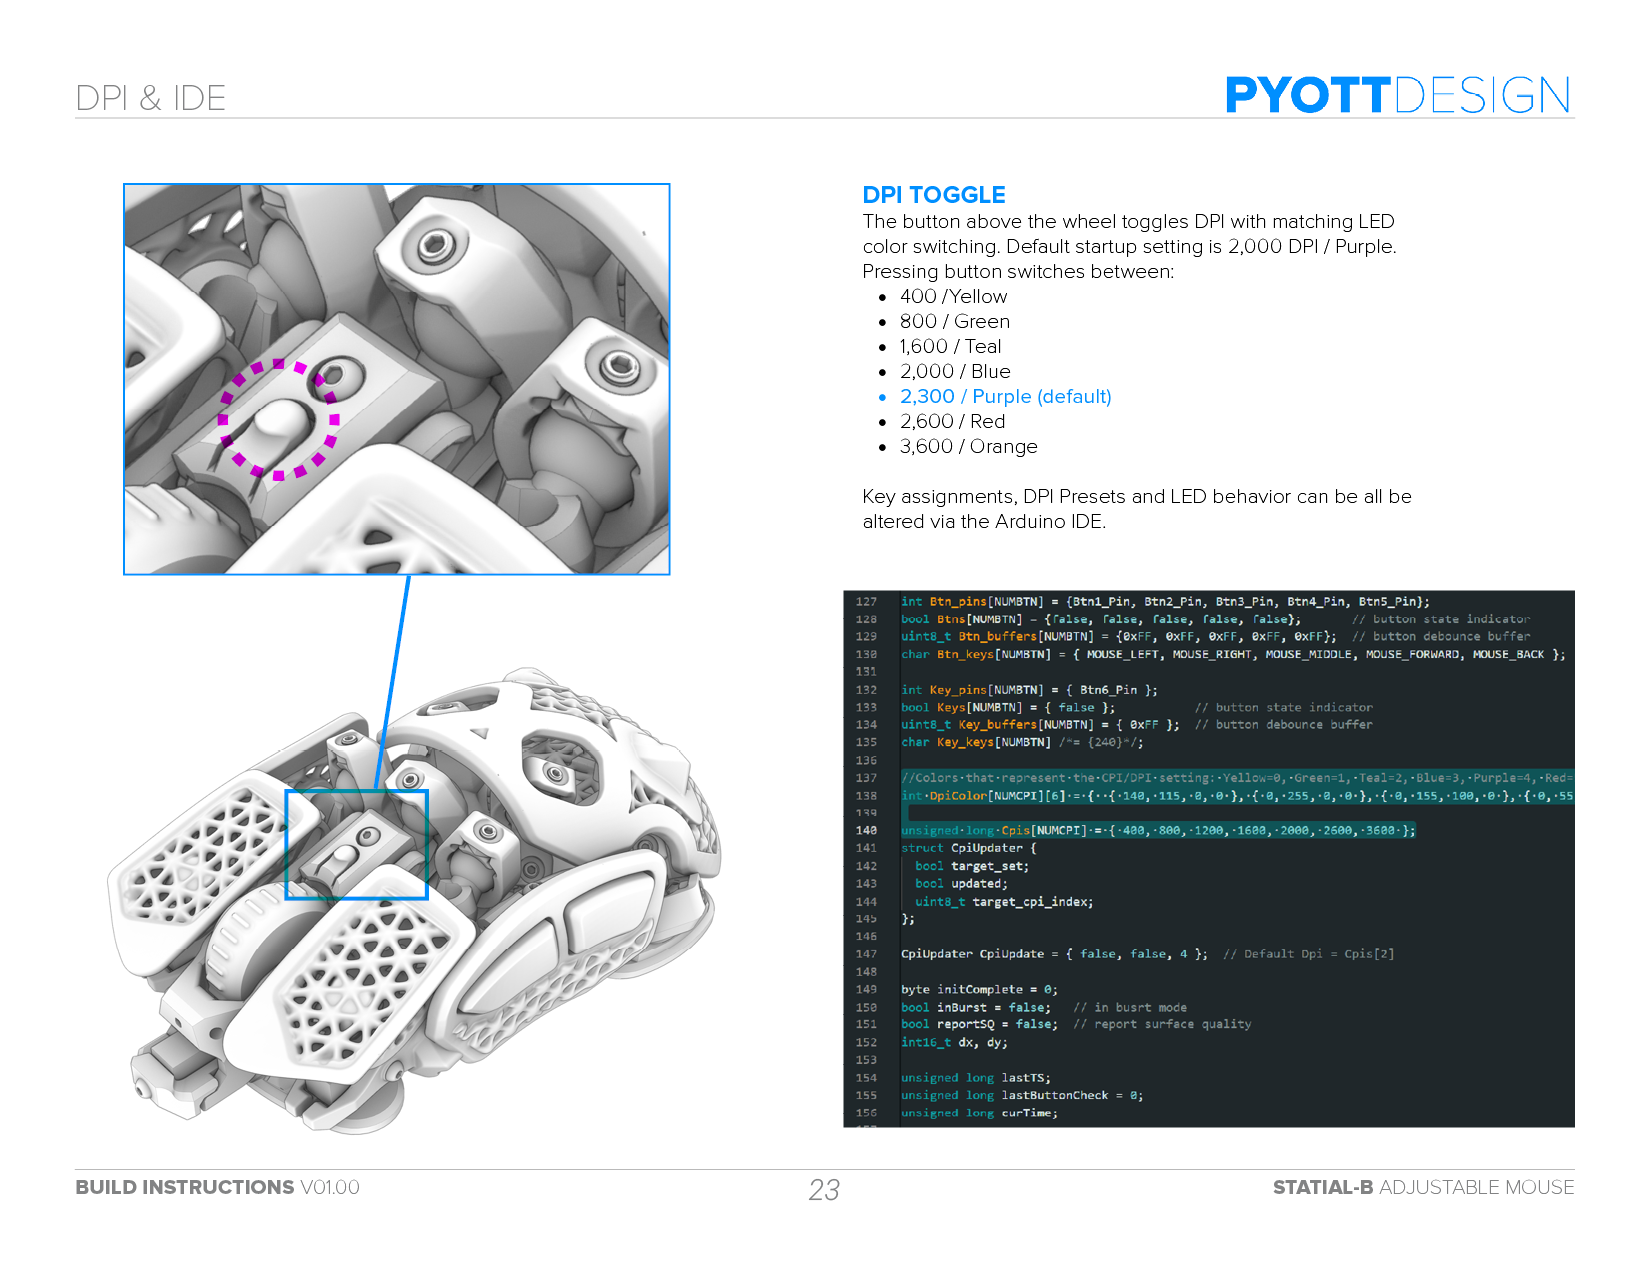 DPI & IDE
PYOTTDESIGN
DPI TOGGLE
The button above the wheel toggles DPI with matching LED
color switching. Default startup setting is 2,000 DPI / Purple.
Pressing button switches between:
• 400 /Yellow
• 800 / Green
• 1,600 / Teal
• 2,000 / Blue
• 2,300 / Purple (default)
• 2,600 / Red
• 3,600 / Orange
Key assignments, DPI Presets and LED behavior can be all be
altered via the Arduino IDE.
127 int Btn_pins[NUMBTN] = {Btn1_Pin, Btn2_Pin, Btn3_Pin, Btn4_Pin, Btn5_Pin};
128 bool Btns[NUMBTN] = {false, false, false, false, false}; // button state indicator
129 uint8_t Btn_buffers[NUMBTN] = {0xFF, 0xFF, 0xFF, 0xFF, 0xFF}; // button debounce buffer
130 char Btn_keys[NUMBTN] = { MOUSE_LEFT, MOUSE_RIGHT, MOUSE_MIDDLE, MOUSE_FORWARD, MOUSE_BACK };
131
132 int Key_pins[NUMBTN] = { Btn6_Pin };
133 bool Keys[NUMBTN] = { false }; // button state indicator
134 uint8_t Key_buffers[NUMBTN] = { 0xFF }; // button debounce buffer
135 char Key_keys[NUMBTN] /*= {240}*/;
136
137 //Colors·that·represent·the·CPI/DPI·setting:·Yellow=0,·Green=1,·Teal=2,·Blue=3,·Purple=4,·Red=
138 int·DpiColor[NUMCPI][6]·=·{··{·140,·115,·0,·0·},·{·0,·255,·0,·0·},·{·0,·155,·100,·0·},·{·0,·55
139
140 unsigned·long·Cpis[NUMCPI]·=·{·400,·800,·1200,·1600,·2000,·2600,·3600·};
141 struct CpiUpdater {
142 bool target_set;
143 bool updated;
144 uint8_t target_cpi_index;
145 };
146
147 CpiUpdater CpiUpdate = { false, false, 4 }; // Default Dpi = Cpis[2]
148
149 byte initComplete = 0;
150 bool inBurst = false; // in busrt mode
151 bool reportSQ = false; // report surface quality
152 int16_t dx, dy;
153
154 unsigned long lastTS;
155 unsigned long lastButtonCheck = 0;
156 unsigned long curTime;
BUILD INSTRUCTIONS V01.00
23
STATIAL-B ADJUSTABLE MOUSE